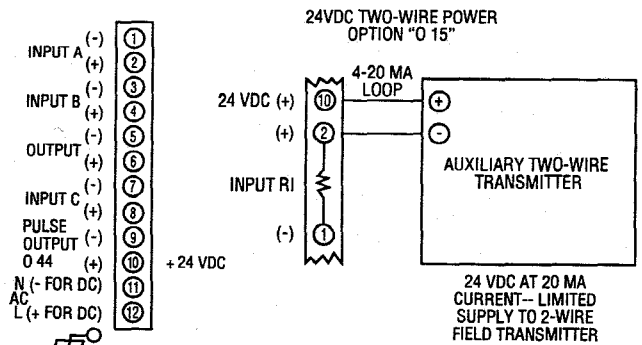 24VDC TWO-WIRE POWER
OPTION "O 15"
INPUT A
(-) 1
(+) 2
INPUT B
(-) 3
(+) 4
OUTPUT
(-) 5
(+) 6
INPUT C
(-) 7
(+) 8
PULSE
OUTPUT (-) 9
O 44 (+) 10 + 24 VDC
N (- FOR DC) 11
AC
L (+ FOR DC) 12
4-20 MA
LOOP
24 VDC (+) 10 +
(+) 2 -
INPUT RI
(-) 1
AUXILIARY TWO-WIRE
TRANSMITTER
24 VDC AT 20 MA
CURRENT-- LIMITED
SUPPLY TO 2-WIRE
FIELD TRANSMITTER